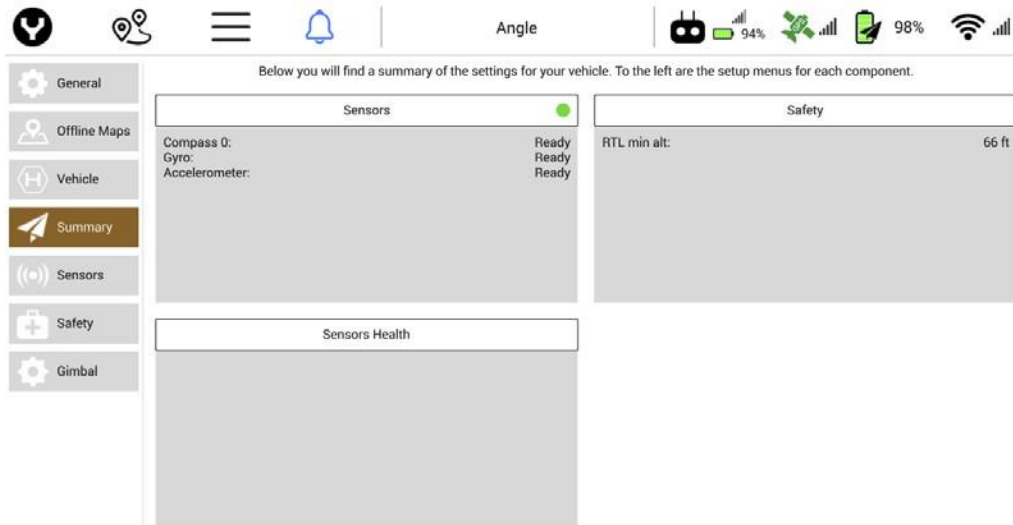 Angle
94%
98%
Below you will find a summary of the settings for your vehicle. To the left are the setup menus for each component.
General
Offline Maps
Vehicle
Summary
Sensors
Safety
Gimbal
Sensors
Compass 0: Ready
Gyro: Ready
Accelerometer: Ready
Safety
RTL min alt: 66 ft
Sensors Health